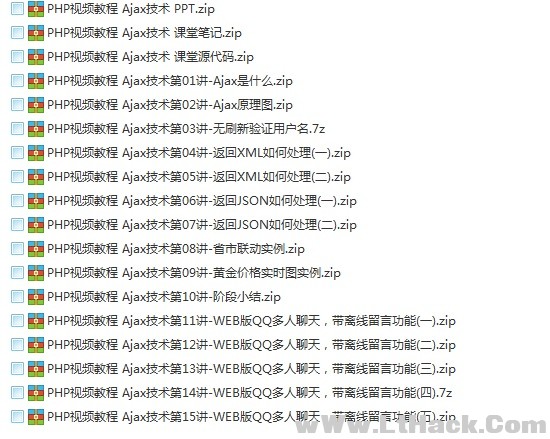 PHP视频教程 Ajax技术 PPT.zip
PHP视频教程 Ajax技术 课堂笔记.zip
PHP视频教程 Ajax技术 课堂源代码.zip
PHP视频教程 Ajax技术第01讲-Ajax是什么.zip
PHP视频教程 Ajax技术第02讲-Ajax原理图.zip
PHP视频教程 Ajax技术第03讲-无刷新验证用户名.7z
PHP视频教程 Ajax技术第04讲-返回XML如何处理(一).zip
PHP视频教程 Ajax技术第05讲-返回XML如何处理(二).zip
PHP视频教程 Ajax技术第06讲-返回JSON如何处理(一).zip
PHP视频教程 Ajax技术第07讲-返回JSON如何处理(二).zip
PHP视频教程 Ajax技术第08讲-省市联动实例.zip
PHP视频教程 Ajax技术第09讲-黄金价格实时图实例.zip
PHP视频教程 Ajax技术第10讲-阶段小结.zip
PHP视频教程 Ajax技术第11讲-WEB版QQ多人聊天，带离线留言功能(一).zip
PHP视频教程 Ajax技术第12讲-WEB版QQ多人聊天，带离线留言功能(二).zip
PHP视频教程 Ajax技术第13讲-WEB版QQ多人聊天，带离线留言功能(三).zip
PHP视频教程 Ajax技术第14讲-WEB版QQ多人聊天，带离线留言功能(四).7z
PHP视频教程 Ajax技术第15讲-WEB版QQ多人聊天，带离线留言功能(五).zip
www.LtHack.Com